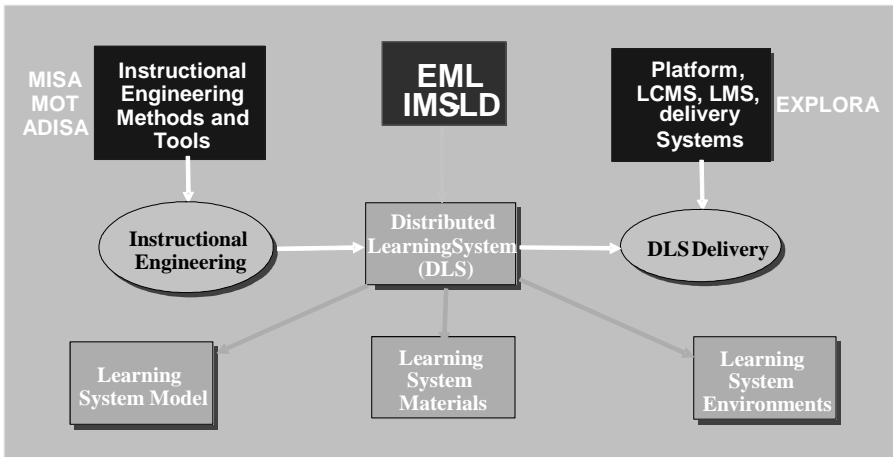 MISA
MOT
ADISA
Instructional
Engineering
Methods and
Tools
EML
IMSLD
Platform,
LCMS, LMS,
delivery
Systems
EXPLORA
Instructional
Engineering
Distributed
LearningSystem
(DLS)
DLS Delivery
Learning
System Model
Learning
System
Materials
Learning
System
Environments